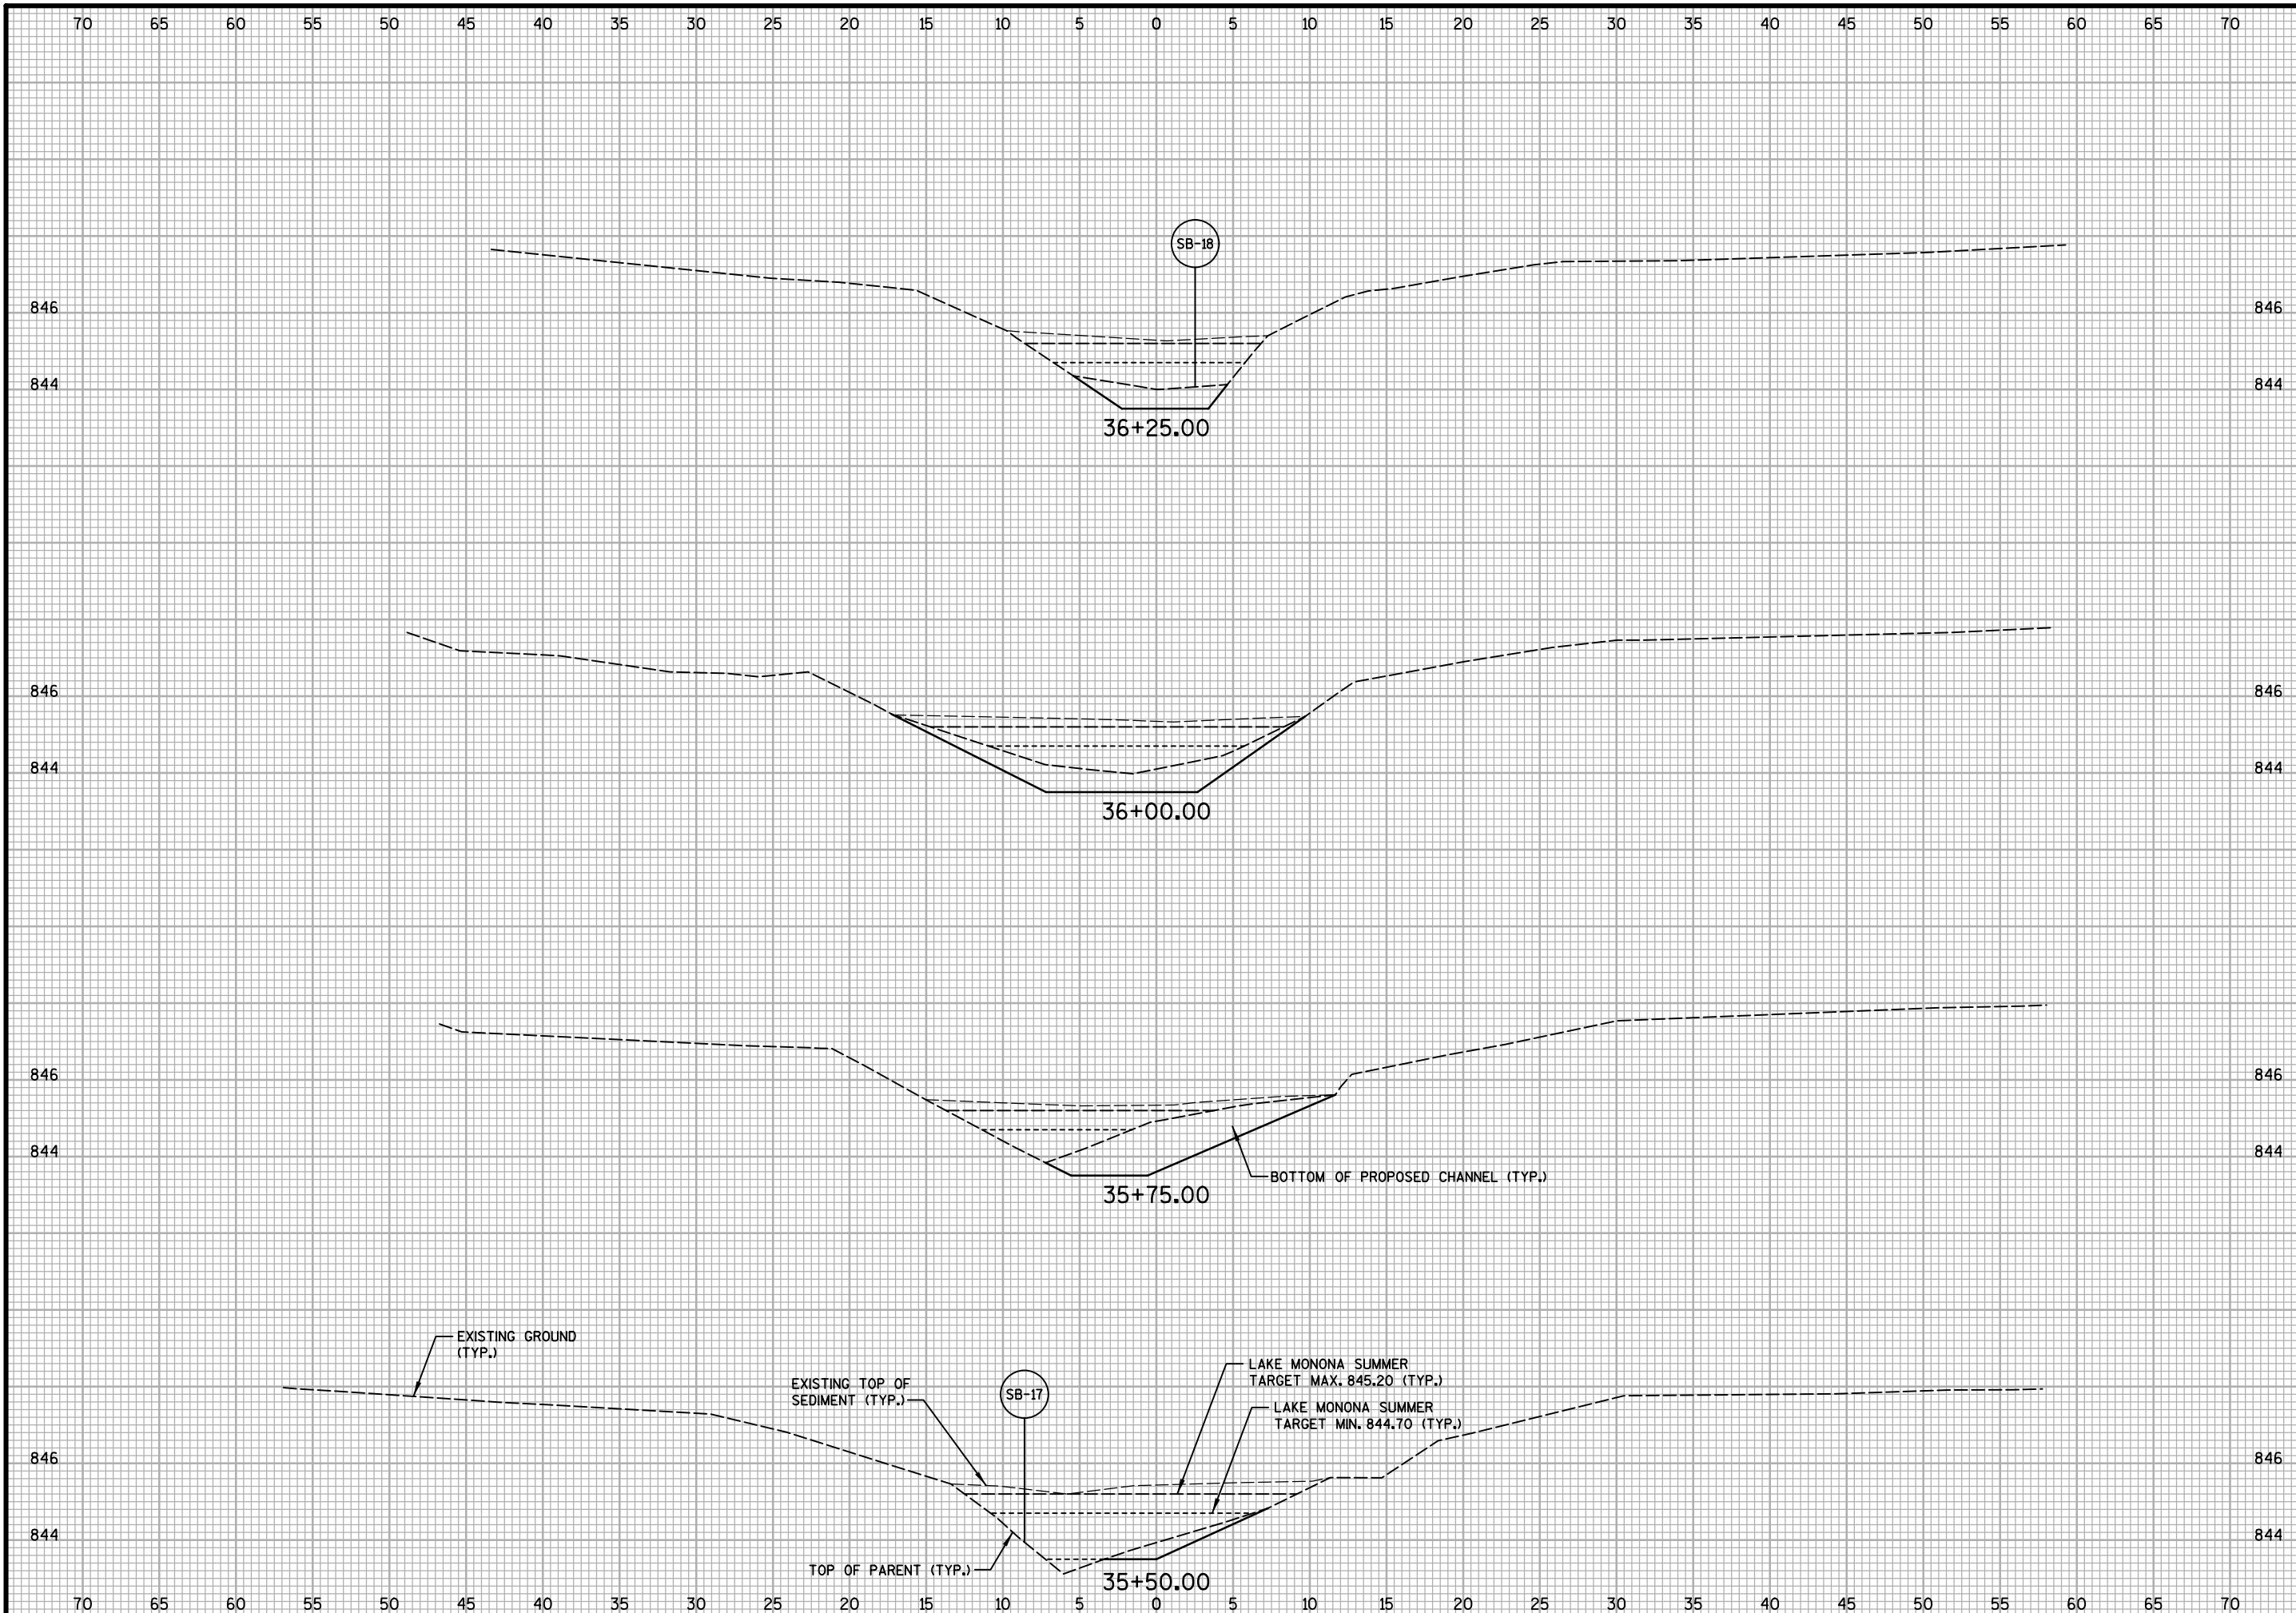 70 65 60 55 50 45 40 35 30 25 20 15 10 5 0 5 10 15 20 25 30 35 40 45 50 55 60 65 70
SB-18
846 846
844 844
36+25.00
846 846
844 844
36+00.00
846 846
844 844
BOTTOM OF PROPOSED CHANNEL (TYP.)
35+75.00
EXISTING GROUND
(TYP.)
EXISTING TOP OF
SEDIMENT (TYP.)
SB-17
LAKE MONONA SUMMER
TARGET MAX. 845.20 (TYP.)
LAKE MONONA SUMMER
TARGET MIN. 844.70 (TYP.)
846 846
844 844
TOP OF PARENT (TYP.)
35+50.00
70 65 60 55 50 45 40 35 30 25 20 15 10 5 0 5 10 15 20 25 30 35 40 45 50 55 60 65 70